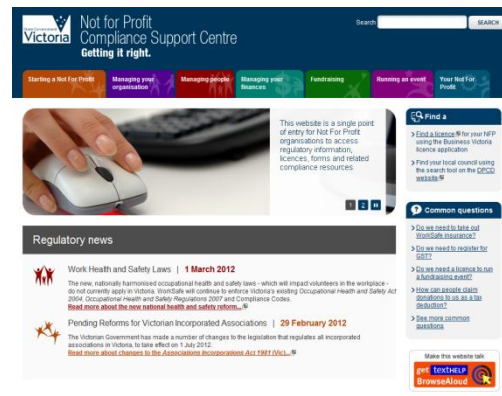 State Government
Victoria
Not for Profit
Compliance Support Centre
Getting it right.
Search
SEARCH
Starting a Not For Profit
Managing your
organisation
Managing people
Managing your
finances
Fundraising
Running an event
Your Not For
Profit
This website is a single point
of entry for Not For Profit
organisations to access
regulatory information,
licences, forms and related
compliance resources.
1 2
Find a
Find a licence for your NFP
using the Business Victoria
licence application
Find your local council using
the search tool on the DPCD
website
Common questions
Do we need to take out
WorkSafe insurance?
Do we need to register for
GST?
Do we need a licence to run
a fundraising event?
How can people claim
donations to us as a tax
deduction?
See more common
questions
Regulatory news
Work Health and Safety Laws | 1 March 2012
The new, nationally harmonised occupational health and safety laws - which will impact volunteers in the workplace -
do not currently apply in Victoria. WorkSafe will continue to enforce Victoria's existing Occupational Health and Safety Act
2004, Occupational Health and Safety Regulations 2007 and Compliance Codes.
Read more about the new national health and safety reform...
Pending Reforms for Victorian Incorporated Associations | 29 February 2012
The Victorian Government has made a number of changes to the legislation that regulates all incorporated
associations in Victoria, to take effect on 1 July 2012.
Read more about changes to the Associations Incorporations Act 1981 (Vic)...
Make this website talk
get textHELP
BrowseAloud